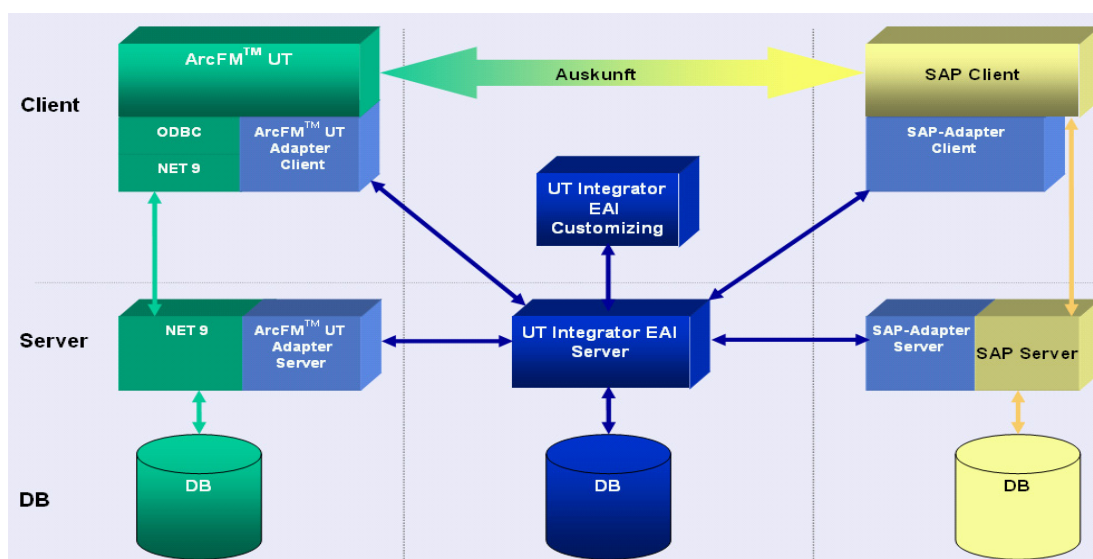 ArcFM™ UT
Auskunft
SAP Client
Client
ODBC
NET 9
ArcFM™ UT
Adapter
Client
SAP-Adapter
Client
UT Integrator
EAI
Customizing
Server
NET 9
ArcFM™ UT
Adapter
Server
UT Integrator EAI
Server
SAP-Adapter
Server
SAP Server
DB
DB
DB
DB